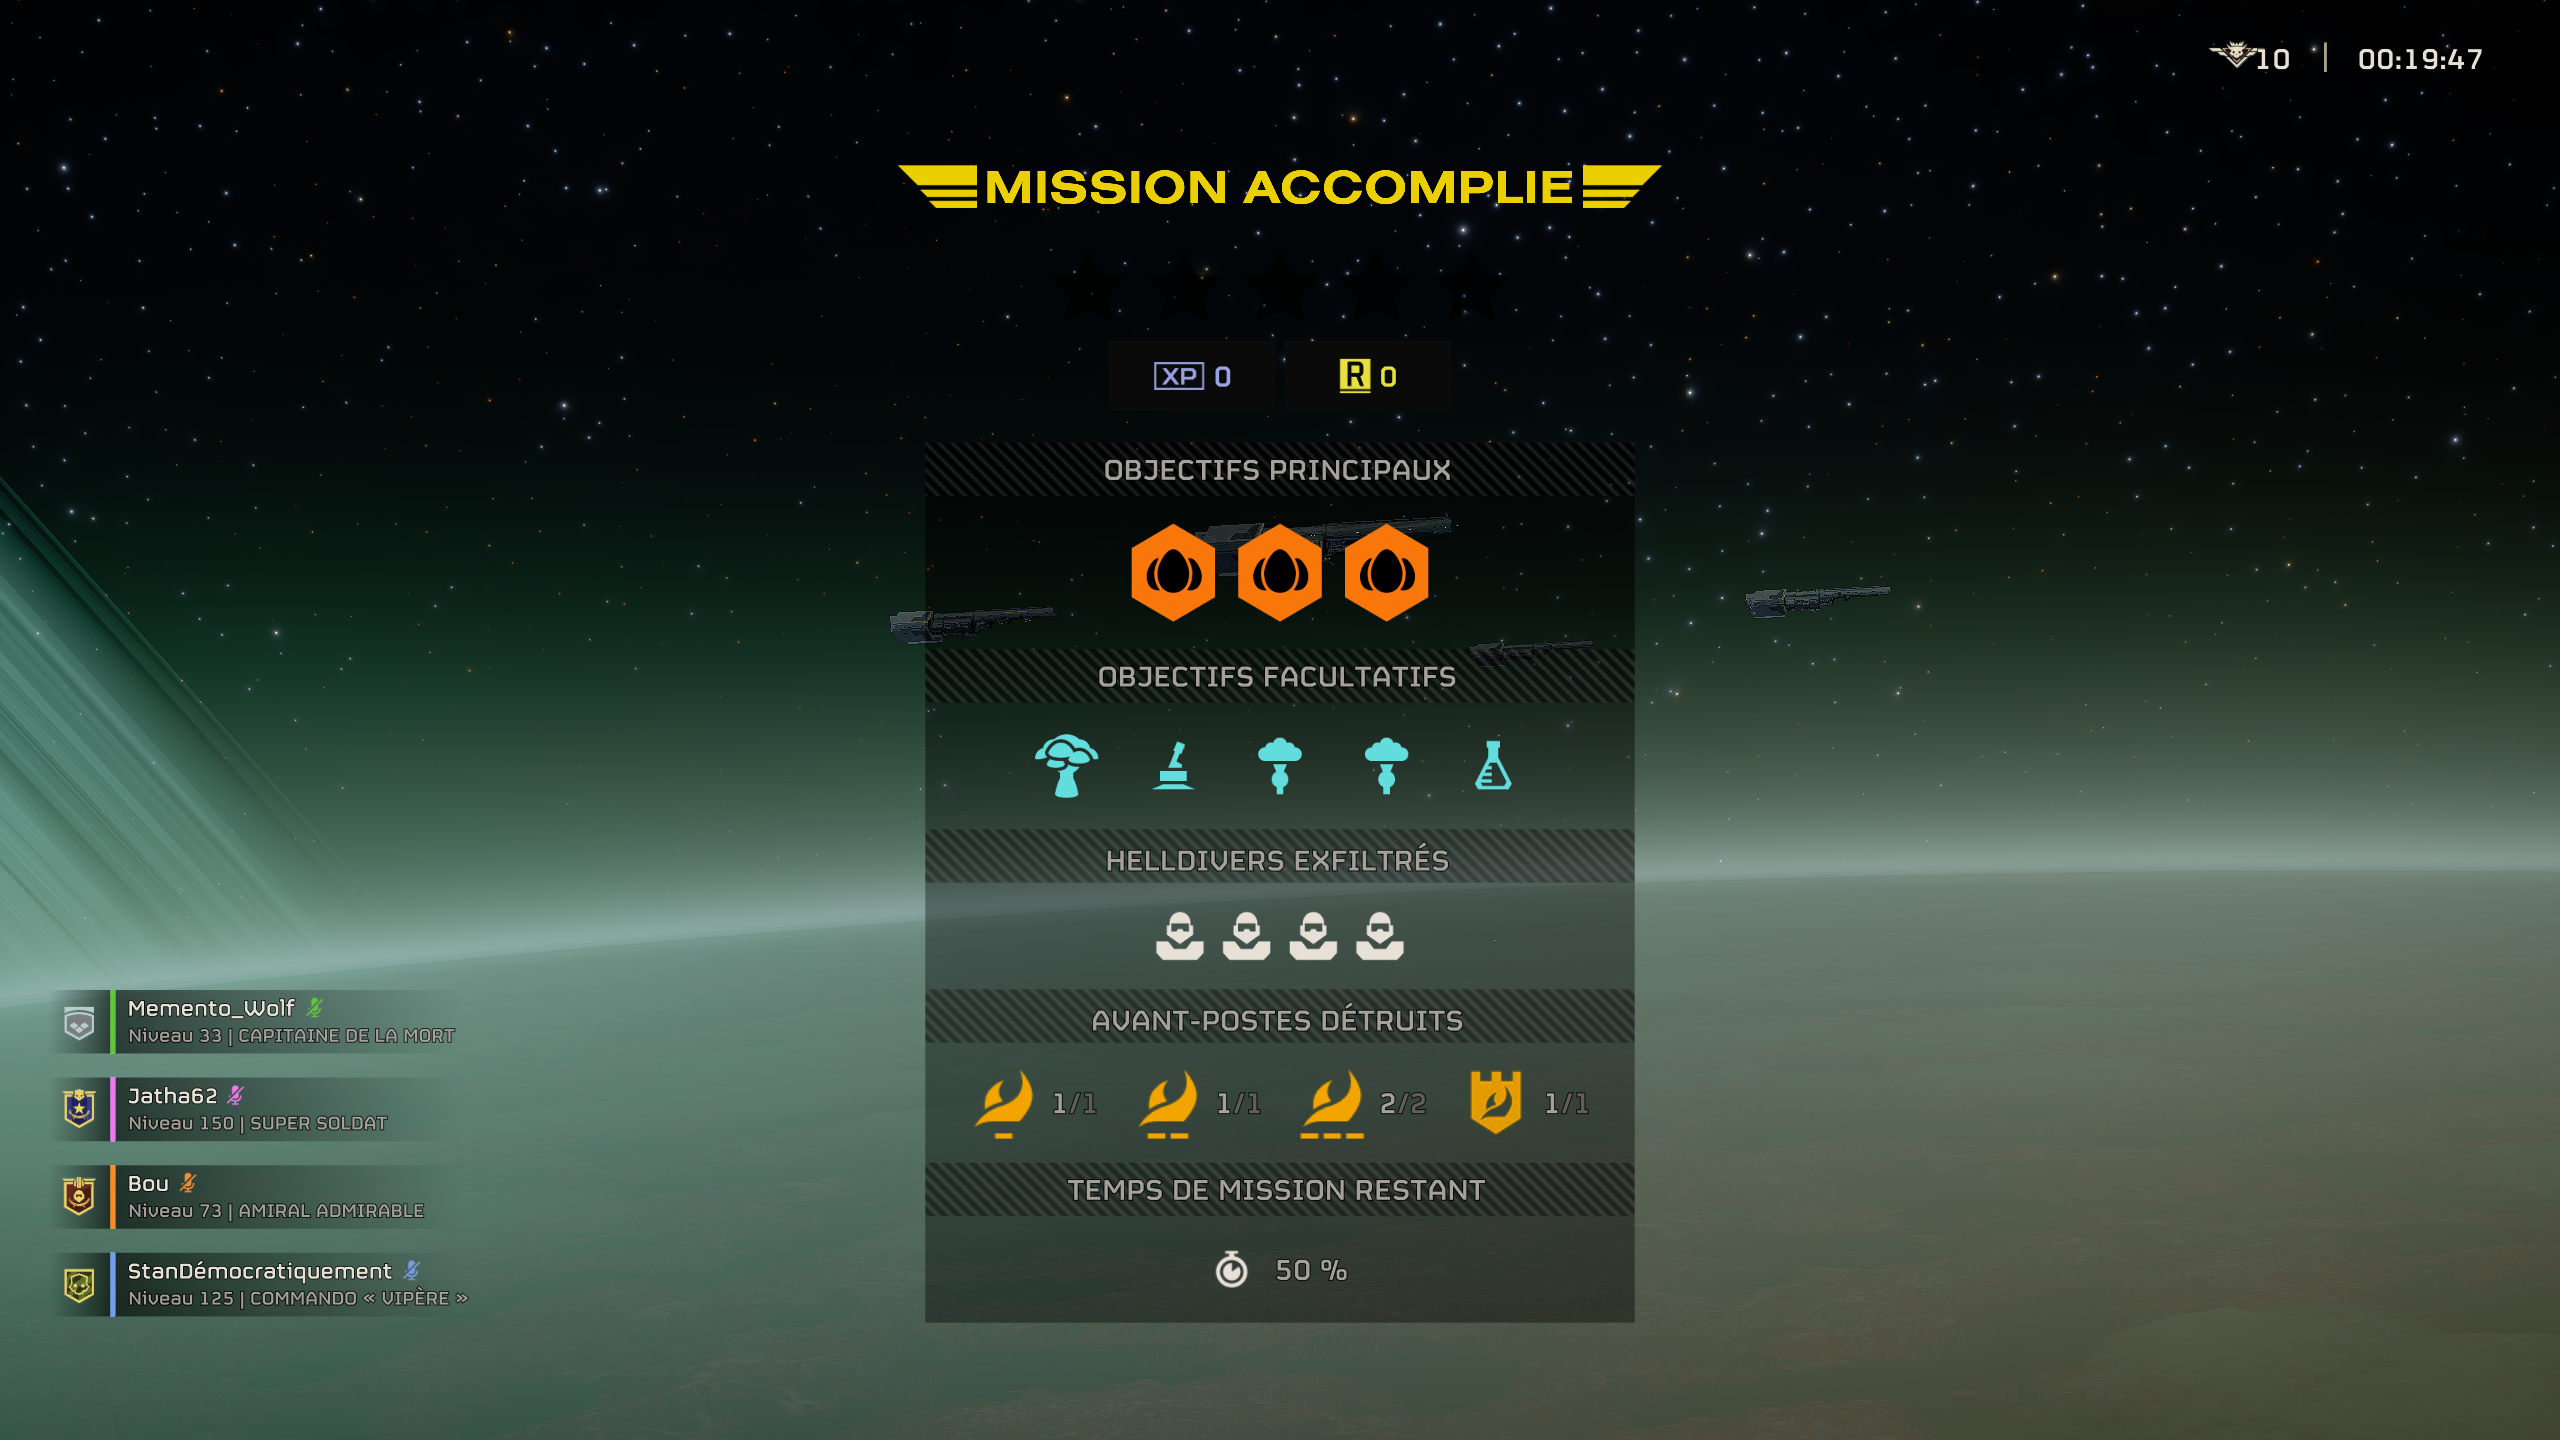 10 | 00:19:47
MISSION ACCOMPLIE
XP 0 R 0
OBJECTIFS PRINCIPAUX
OBJECTIFS FACULTATIFS
HELLDIVERS EXFILTRÉS
AVANT-POSTES DÉTRUITS
1/1 1/1 2/2 1/1
TEMPS DE MISSION RESTANT
50 %
Memento_Wolf
Niveau 33 | CAPITAINE DE LA MORT
Jatha62
Niveau 150 | SUPER SOLDAT
Bou
Niveau 73 | AMIRAL ADMIRABLE
StanDémocratiquement
Niveau 125 | COMMANDO « VIPÈRE »